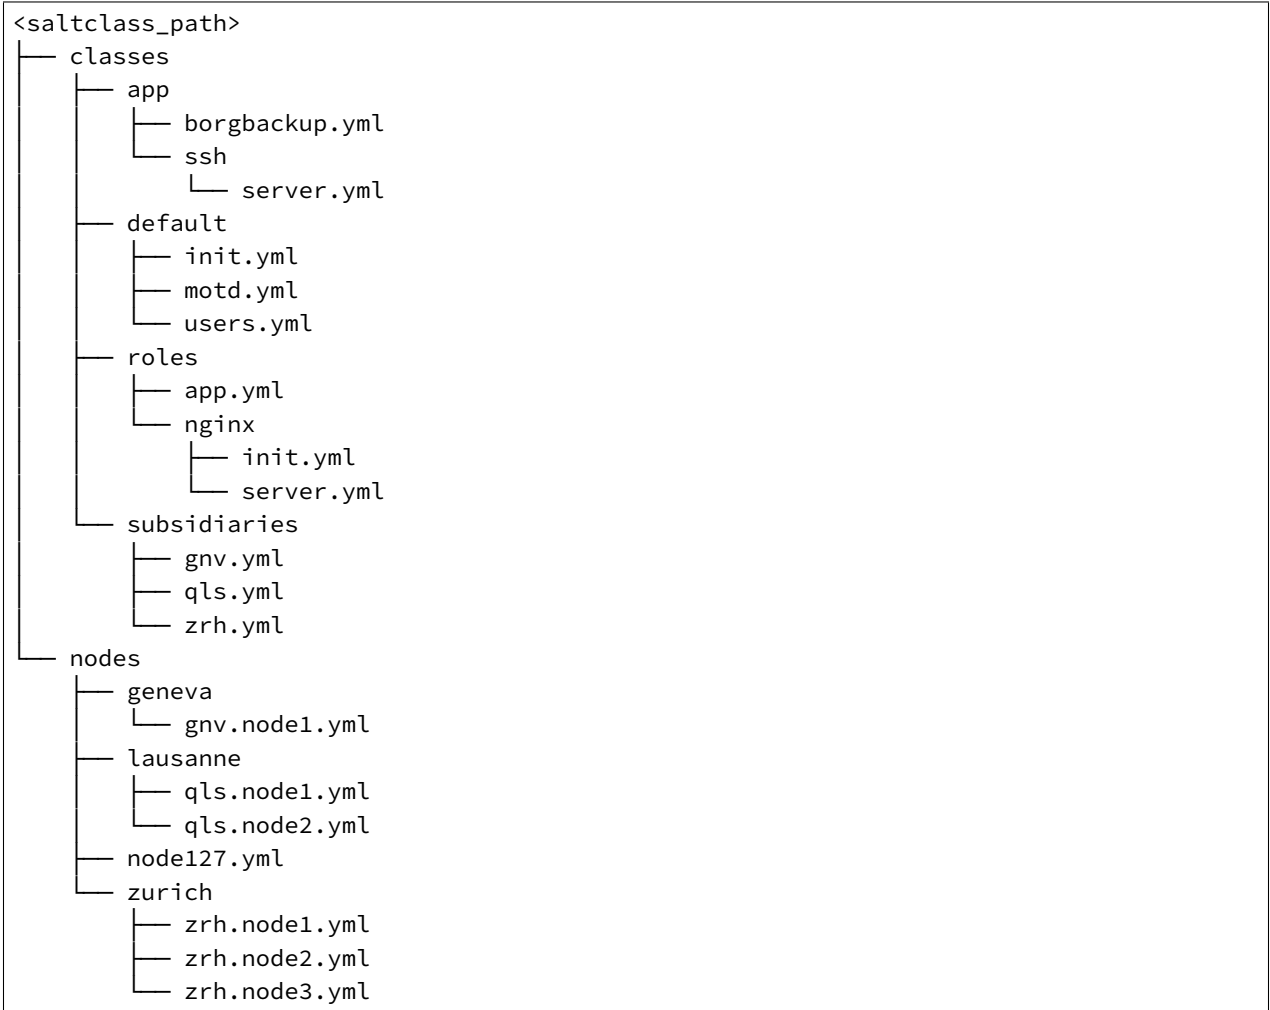 <saltclass_path>
├── classes
│   ├── app
│   │   ├── borgbackup.yml
│   │   └── ssh
│   │       └── server.yml
│   ├── default
│   │   ├── init.yml
│   │   ├── motd.yml
│   │   └── users.yml
│   ├── roles
│   │   ├── app.yml
│   │   └── nginx
│   │       ├── init.yml
│   │       └── server.yml
│   └── subsidiaries
│       ├── gnv.yml
│       ├── qls.yml
│       └── zrh.yml
└── nodes
    ├── geneva
    │   └── gnv.node1.yml
    ├── lausanne
    │   ├── qls.node1.yml
    │   └── qls.node2.yml
    ├── node127.yml
    └── zurich
        ├── zrh.node1.yml
        ├── zrh.node2.yml
        └── zrh.node3.yml